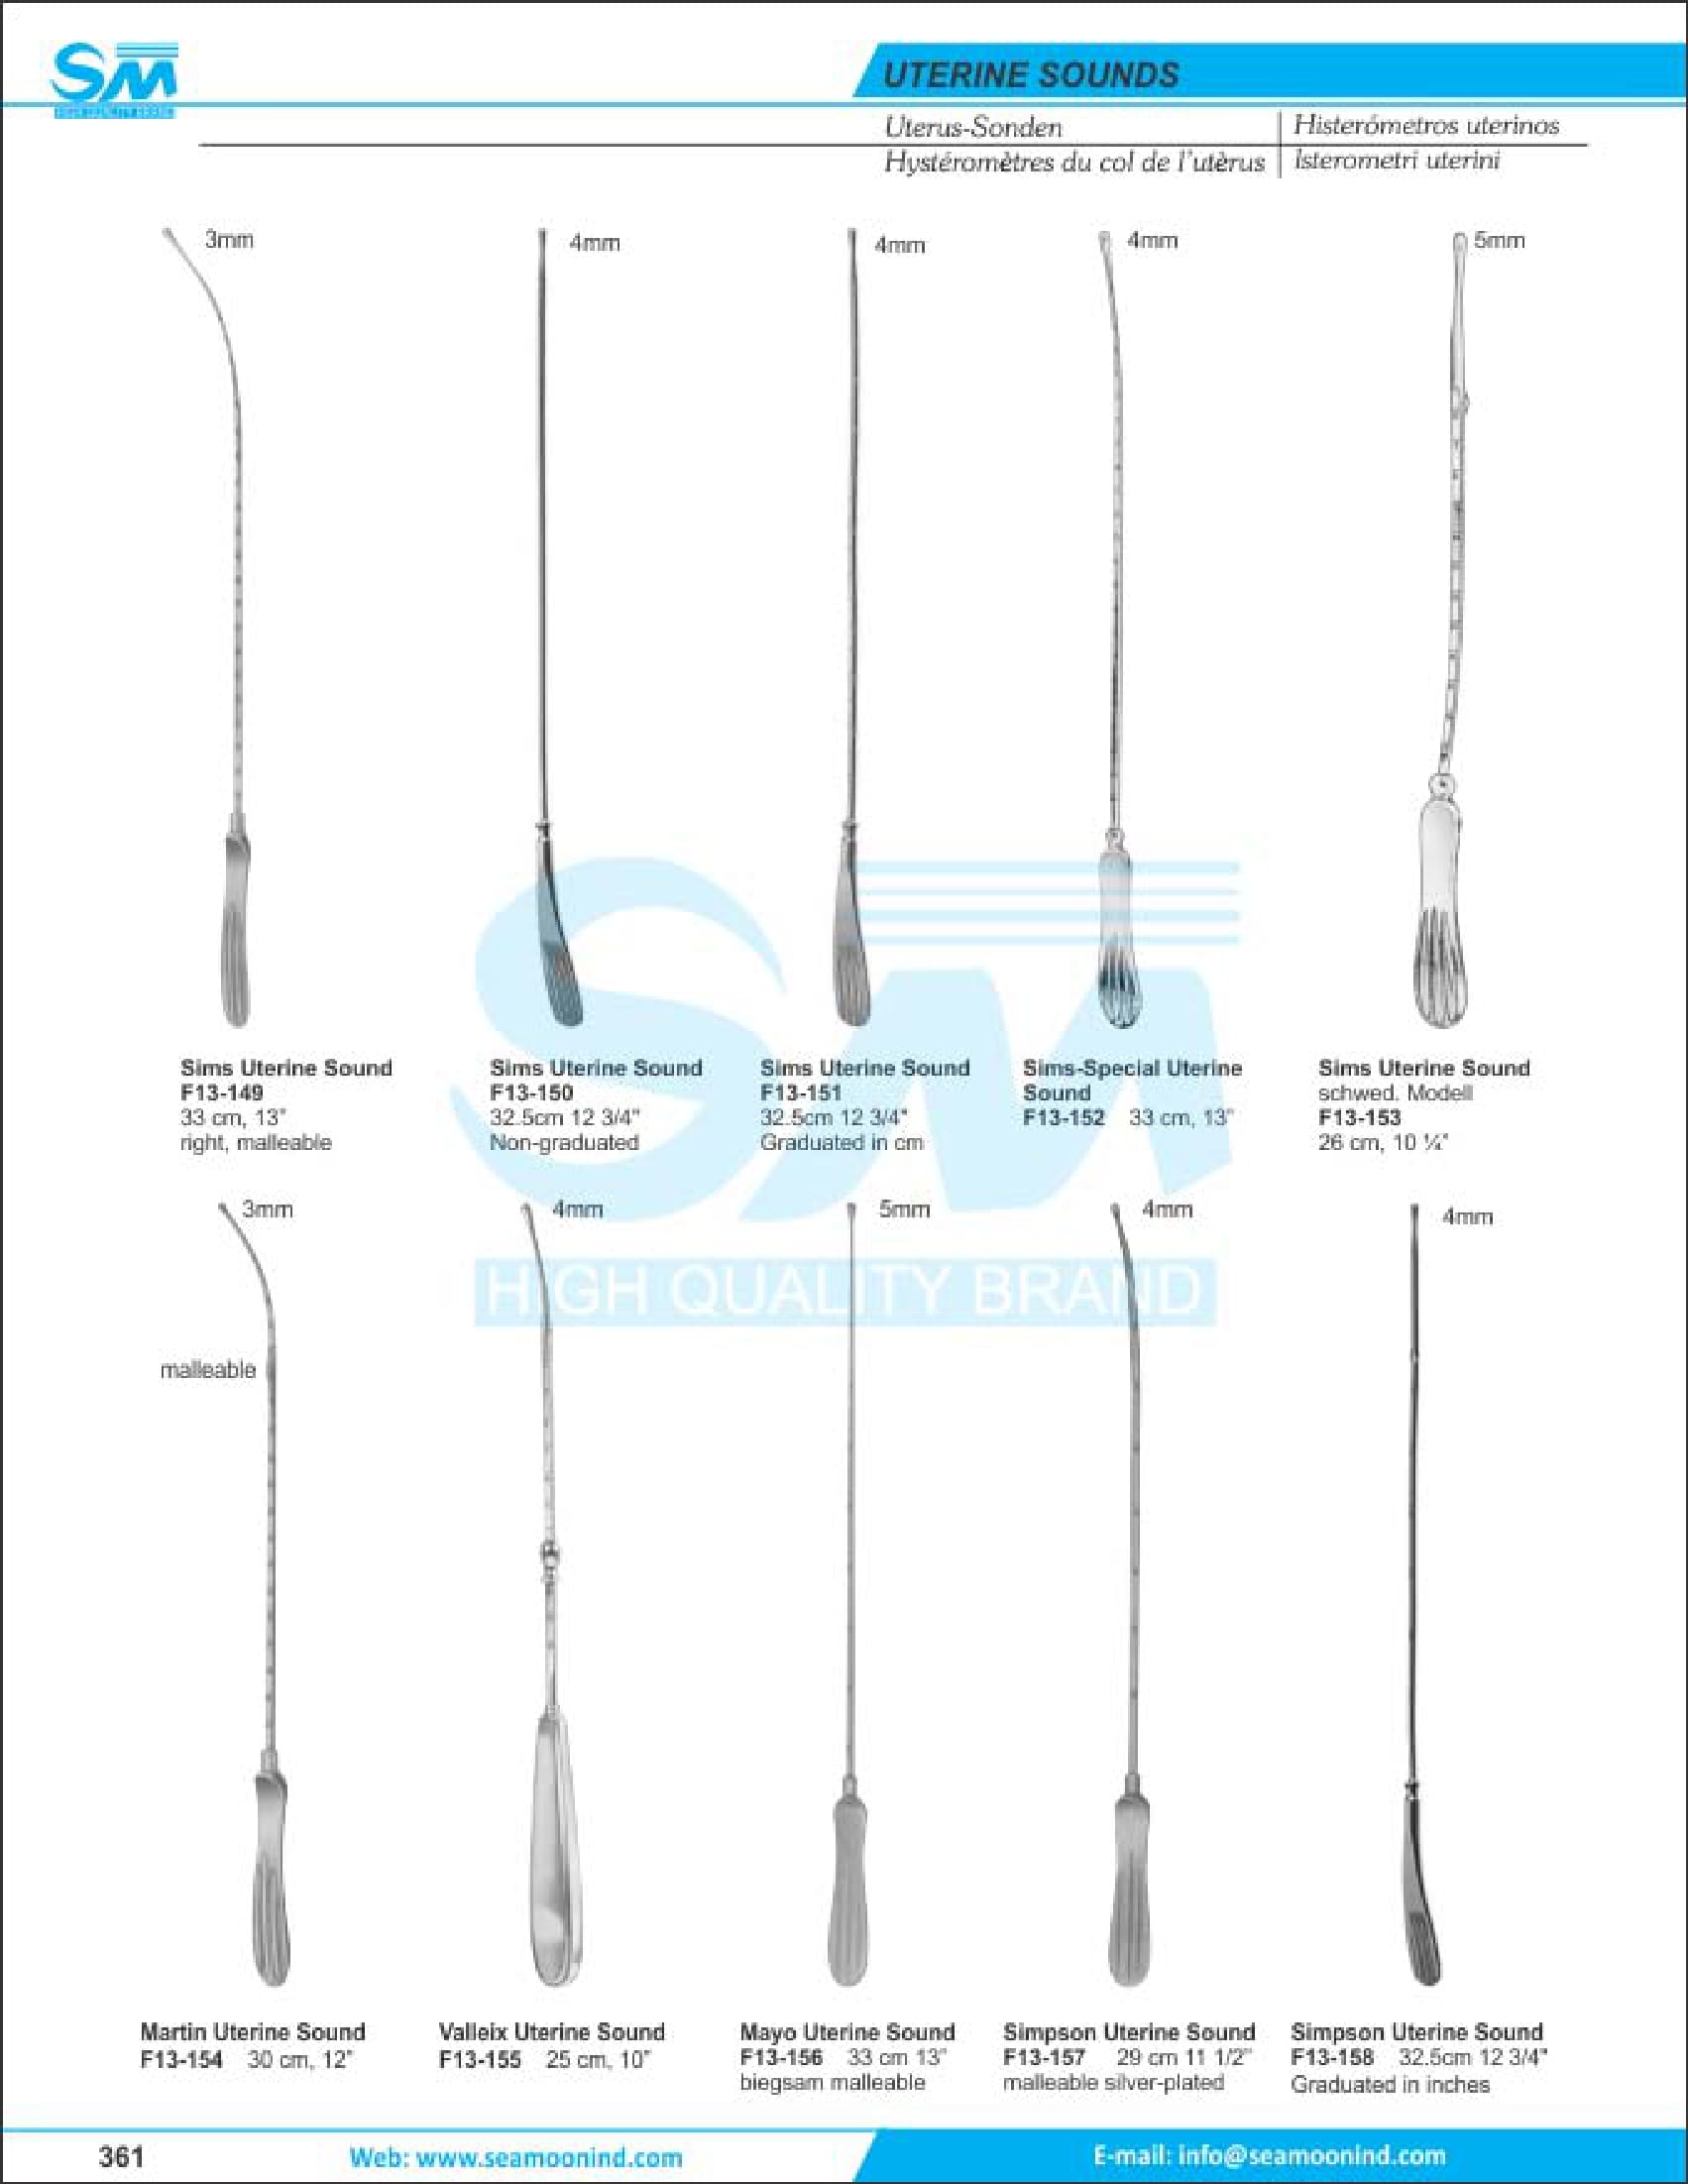 SM
UTERINE SOUNDS
Uterus-Sonden
Histerómetros uterinos
Hystéromètres du col de l'utèrus
Isterometri uterini
3mm
4mm
4mm
4mm
5mm
Sims Uterine Sound
F13-149
33 cm, 13"
right, malleable
Sims Uterine Sound
F13-150
32.5cm 12 3/4"
Non-graduated
Sims Uterine Sound
F13-151
32.5cm 12 3/4"
Graduated in cm
Sims-Special Uterine
Sound
F13-152 33 cm, 13"
Sims Uterine Sound
schwed. Modell
F13-153
26 cm, 10 ¼"
SM
HIGH QUALITY BRAND
3mm
4mm
5mm
4mm
4mm
malleable
Martin Uterine Sound
F13-154 30 cm, 12"
Valleix Uterine Sound
F13-155 25 cm, 10"
Mayo Uterine Sound
F13-156 33 cm 13"
biegsam malleable
Simpson Uterine Sound
F13-157 29 cm 11 1/2"
malleable silver-plated
Simpson Uterine Sound
F13-158 32.5cm 12 3/4"
Graduated in inches
361
Web: www.seamoonind.com
E-mail: info@seamoonind.com